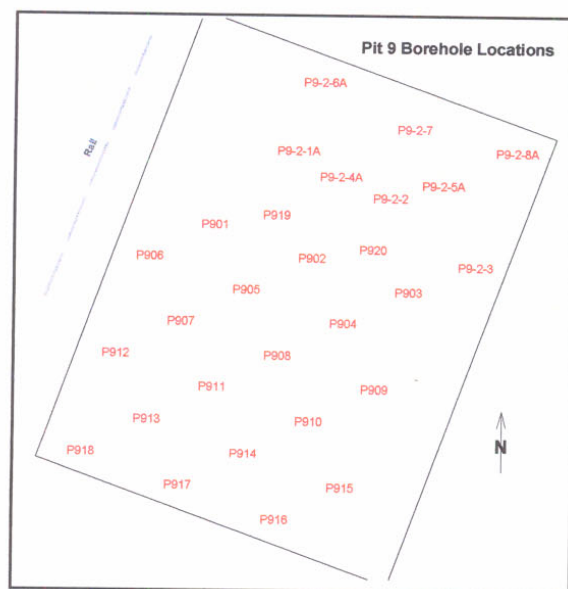 Pit 9 Borehole Locations
P9-2-6A
P9-2-7
Rail
P9-2-1A
P9-2-8A
P9-2-4A
P9-2-5A
P9-2-2
P919
P901
P920
P906
P902
P9-2-3
P905
P903
P907
P904
P912
P908
P911
P909
P913
P910
N
P918
P914
P917
P915
P916